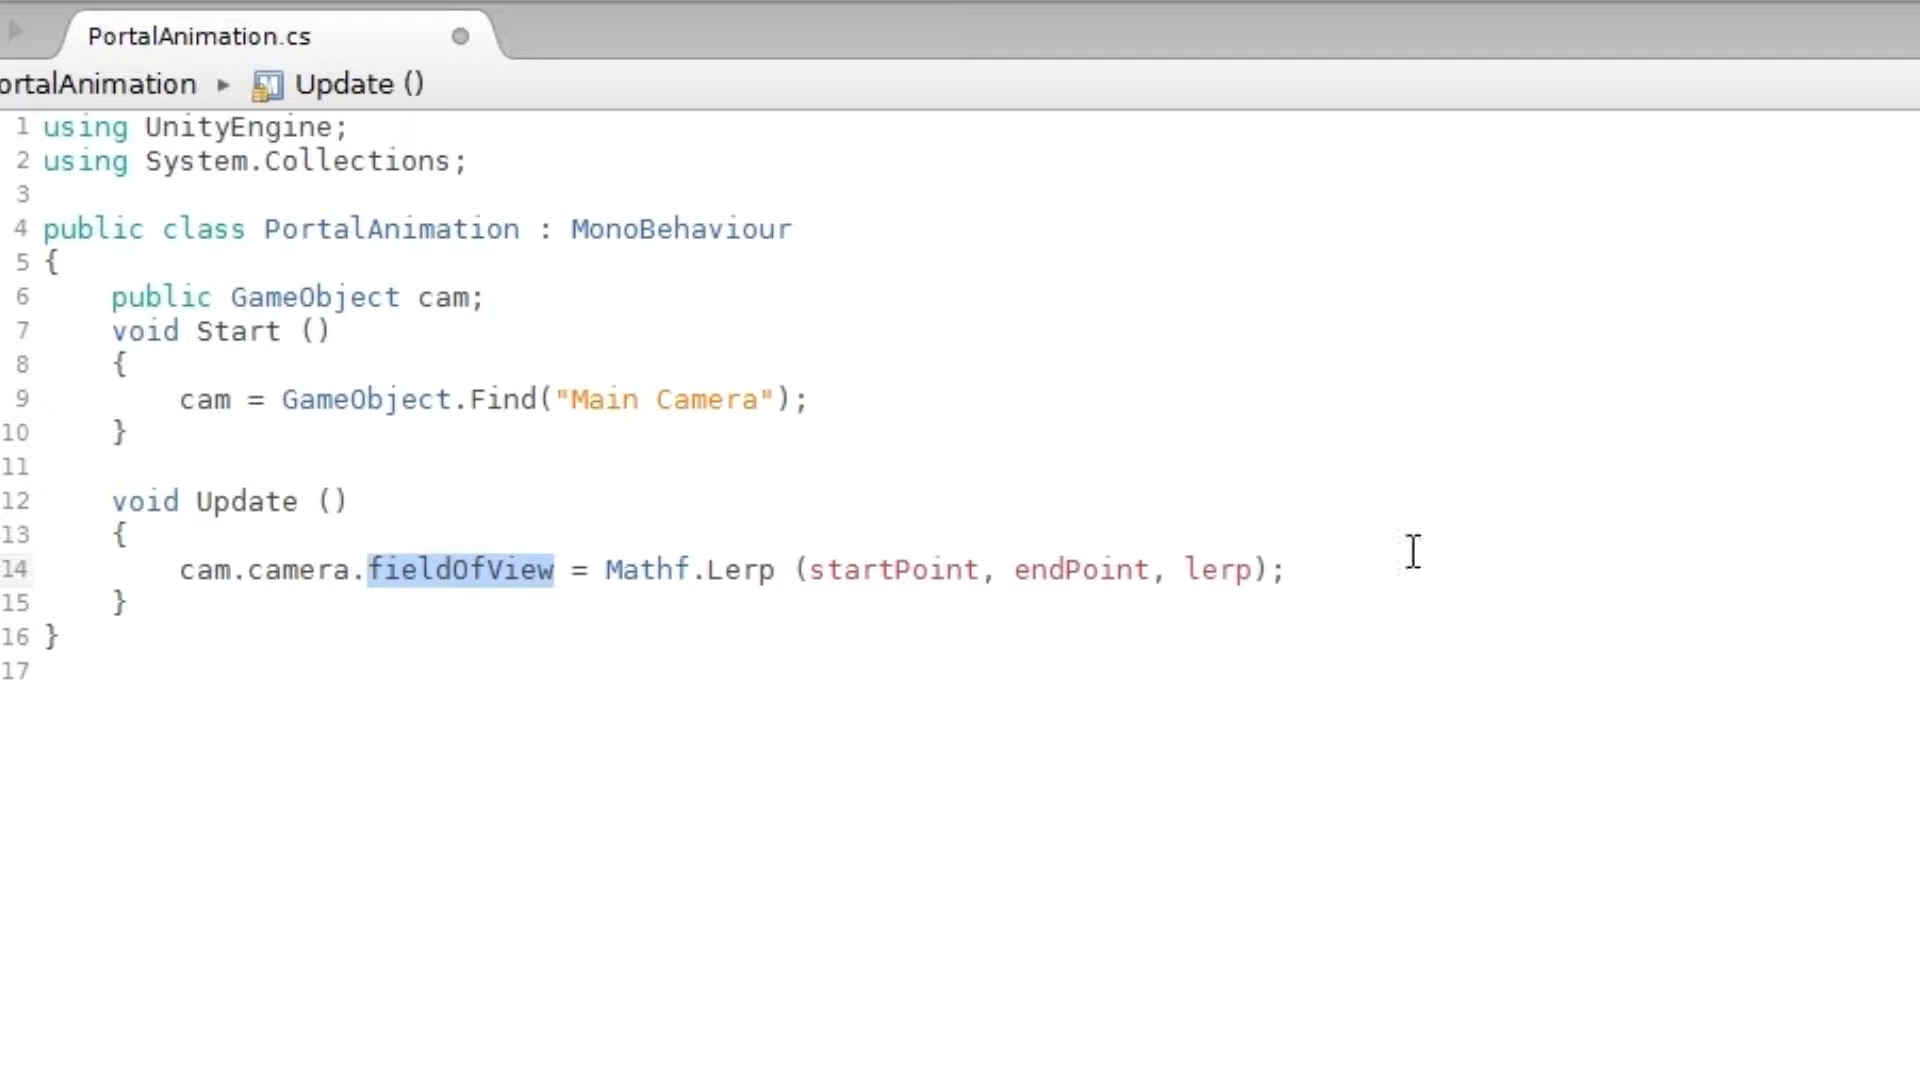 PortalAnimation.cs
ortalAnimation ▸ Update ()
1 using UnityEngine;
2 using System.Collections;
3
4 public class PortalAnimation : MonoBehaviour
5 {
6 public GameObject cam;
7 void Start ()
8 {
9 cam = GameObject.Find("Main Camera");
10 }
11
12 void Update ()
13 {
14 cam.camera.fieldOfView = Mathf.Lerp (startPoint, endPoint, lerp);
15 }
16 }
17